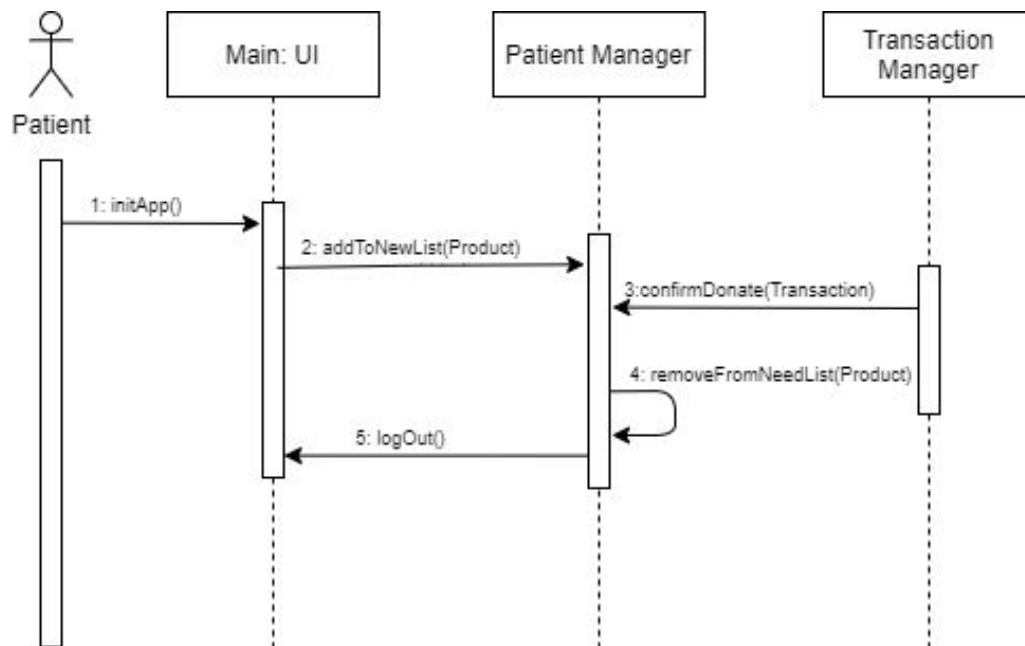 Main: UI
Patient Manager
Transaction
Manager
Patient
1: initApp()
2: addToNewList(Product)
3:confirmDonate(Transaction)
4: removeFromNeedList(Product)
5: logOut()